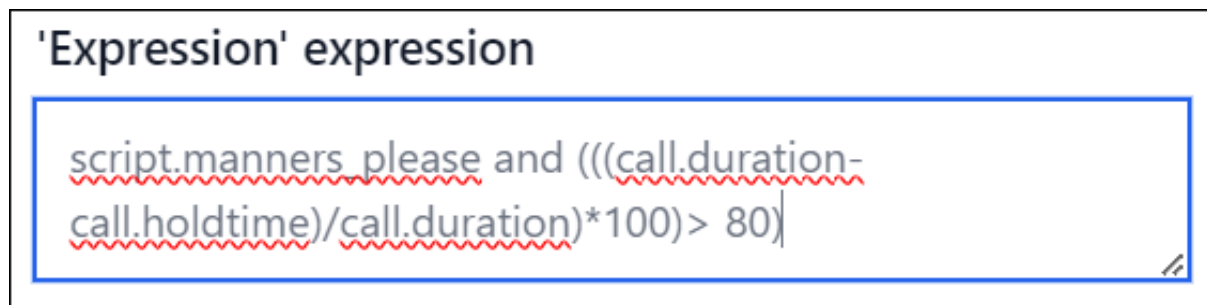 'Expression' expression
script.manners_please and (((call.duration-
call.holdtime)/call.duration)*100)> 80)